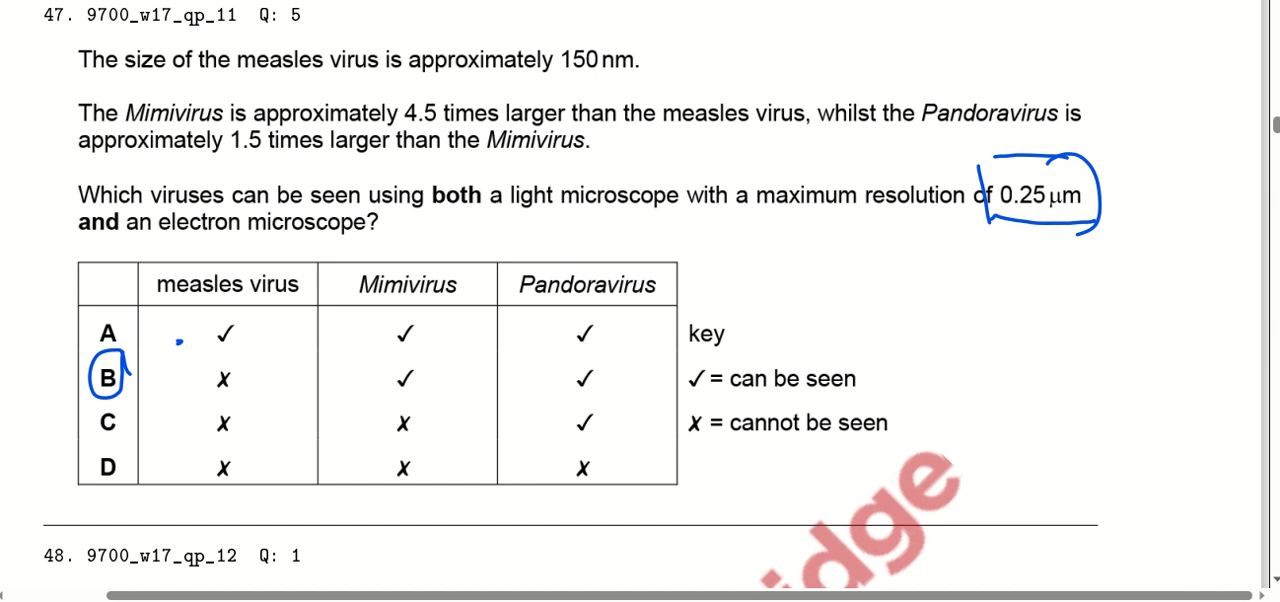 47. 9700_w17_qp_11 Q: 5
The size of the measles virus is approximately 150 nm.
The Mimivirus is approximately 4.5 times larger than the measles virus, whilst the Pandoravirus is
approximately 1.5 times larger than the Mimivirus.
Which viruses can be seen using both a light microscope with a maximum resolution of 0.25 μm
and an electron microscope?
measles virus Mimivirus Pandoravirus
A ✓ ✓ ✓ key
B ✗ ✓ ✓ ✓ = can be seen
C ✗ ✗ ✓ ✗ = cannot be seen
D ✗ ✗ ✗
idge
48. 9700_w17_qp_12 Q: 1